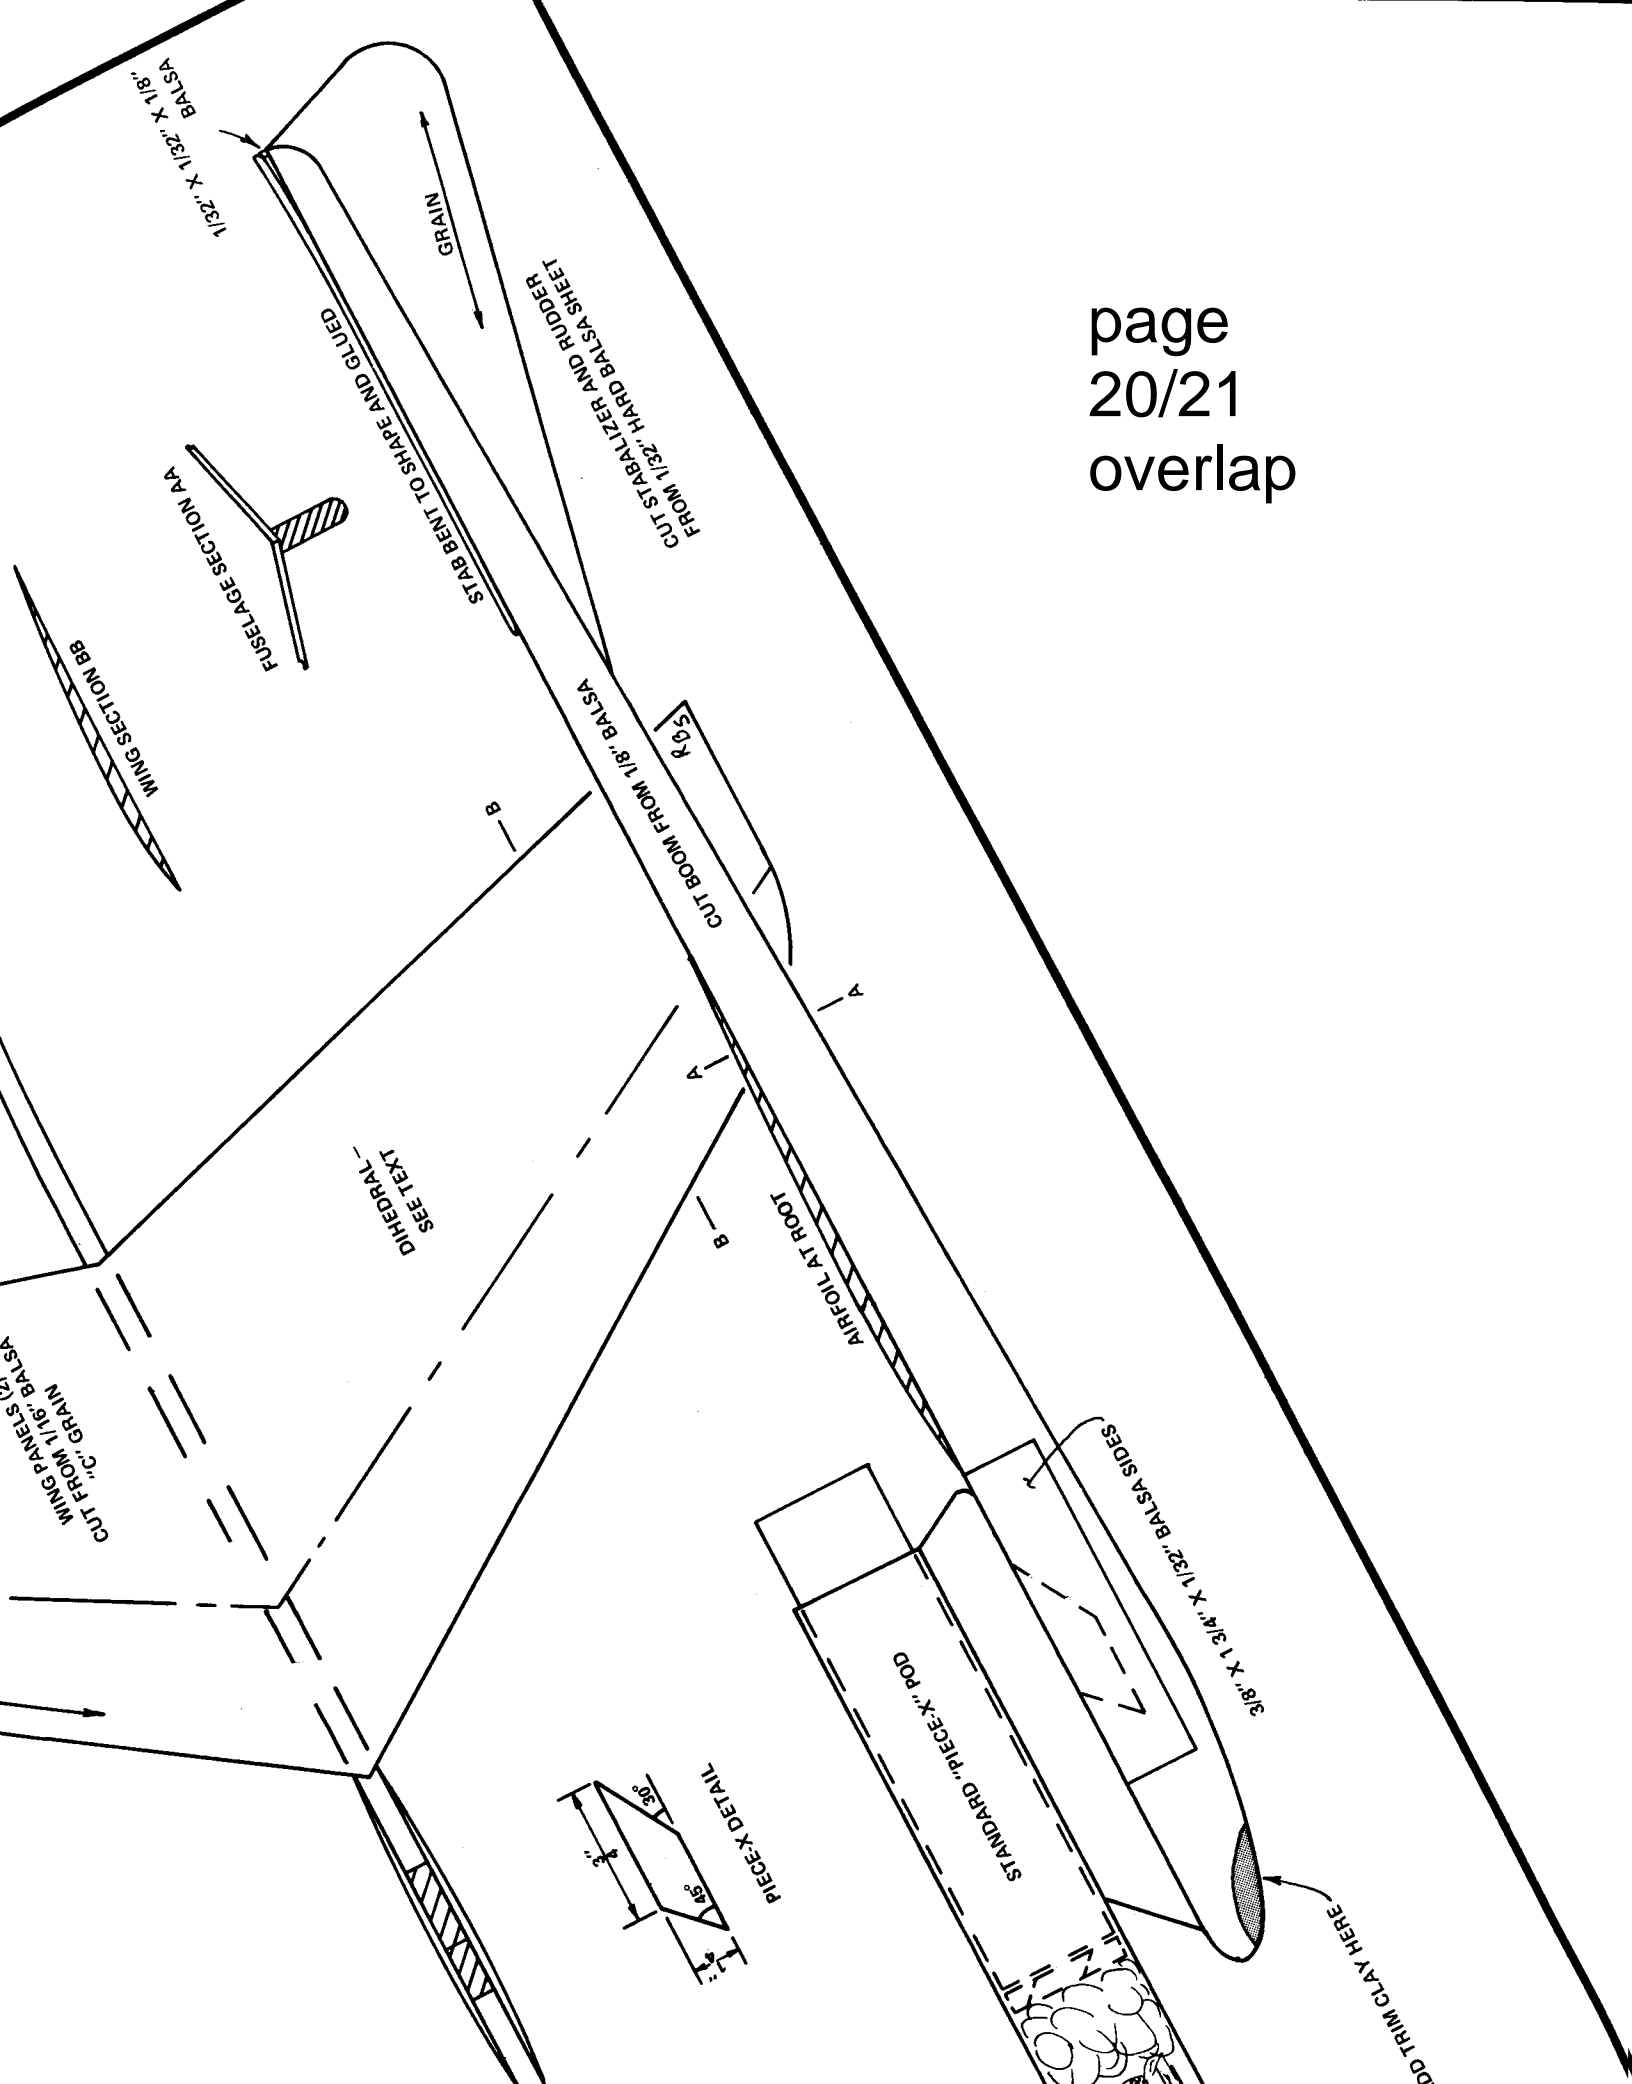 page
20/21
overlap
1/32" X 1/32" X 1/8"
BALSA
GRAIN
CUT STABALIZER AND RUDDER
FROM 1/32" HARD BALSA SHEET
STAB BENT TO SHAPE AND GLUED
FUSELAGE SECTION AA
WING SECTION BB
CUT BOOM FROM 1/8" BALSA
RBS
B
A
A
B
DIHEDRAL—
SEE TEXT
AIRFOIL AT ROOT
WING PANELS (2)
CUT FROM 1/16" BALSA
"C" GRAIN
3/8" X 1 3/4" X 1/32" BALSA SIDES
STANDARD "PIECE-X" POD
PIECE-X DETAIL
30°
45°
3/4"
1/4"
TRIM CLAY HERE